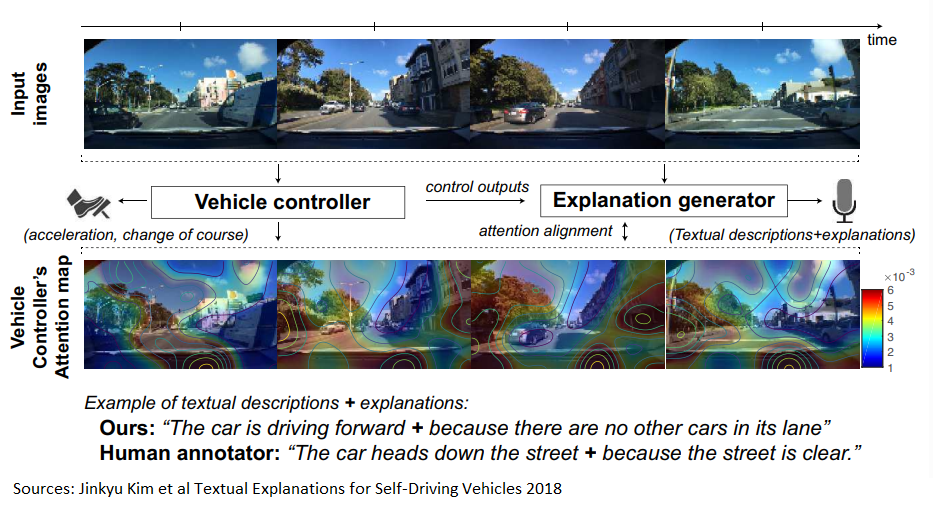 time
Input
images
Vehicle controller
control outputs
Explanation generator
(acceleration, change of course)
attention alignment
(Textual descriptions+explanations)
Vehicle
Controller's
Attention map
×10⁻³
6
5
4
3
2
1
Example of textual descriptions + explanations:
Ours: “The car is driving forward + because there are no other cars in its lane”
Human annotator: “The car heads down the street + because the street is clear.”
Sources: Jinkyu Kim et al Textual Explanations for Self-Driving Vehicles 2018